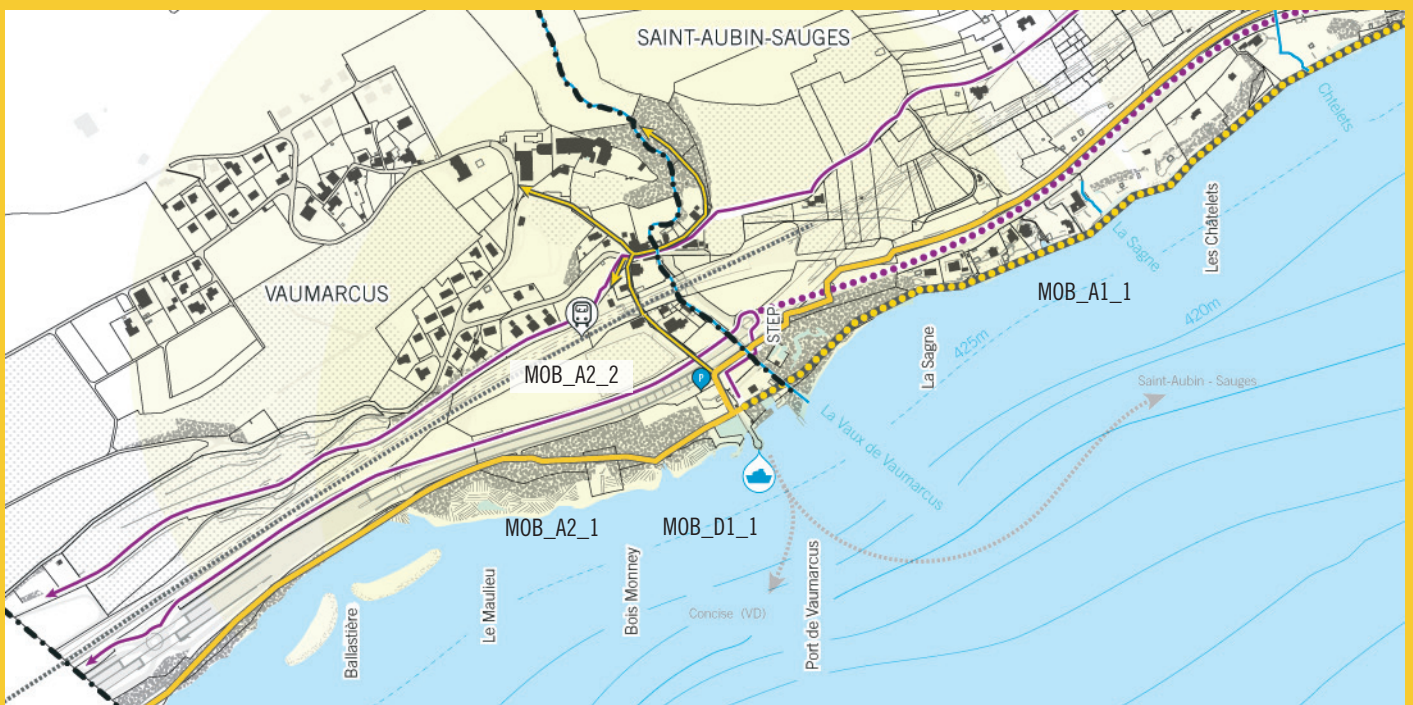 SAINT-AUBIN-SAUGES
VAUMARCUS
Chtelets
La Sagne
Les Châtelets
MOB_A1_1
STEP
420m
425m
La Sagne
MOB_A2_2
P
Saint-Aubin - Sauges
La Vaux de Vaumarcus
MOB_A2_1
MOB_D1_1
Concise (VD)
Port de Vaumarcus
Bois Monney
Le Maulieu
Ballastière